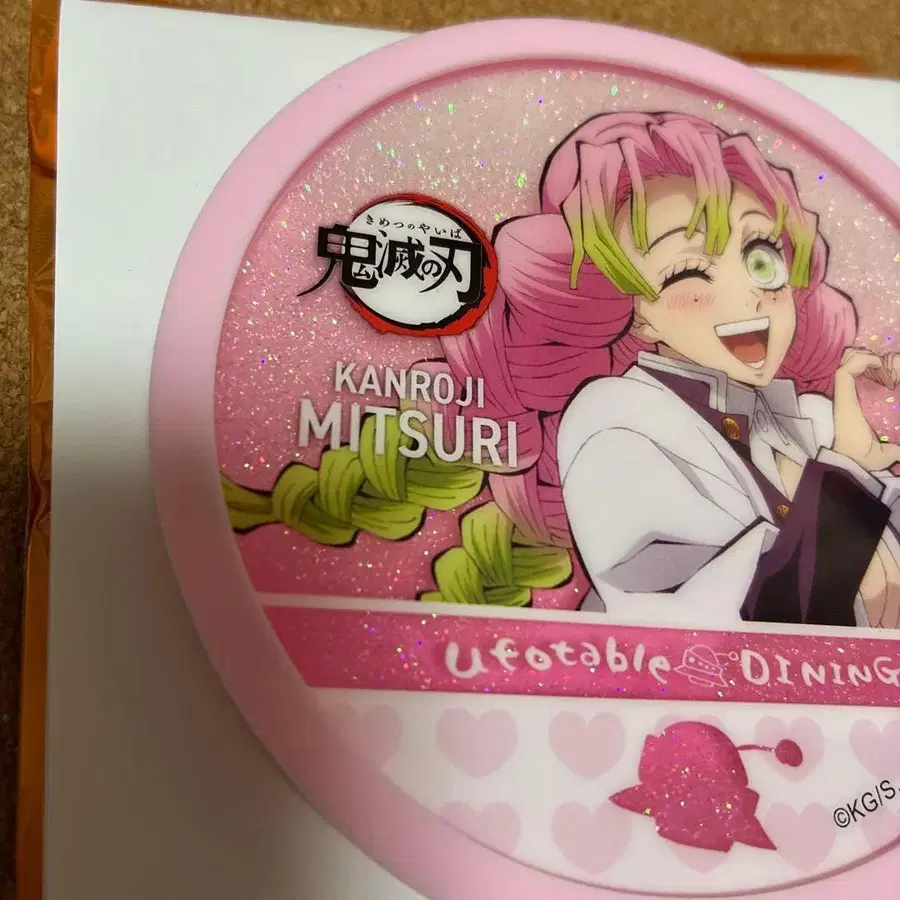 きめつのやいば
鬼滅の刃
KANROJI
MITSURI
ufotable DINING
©KG/S.